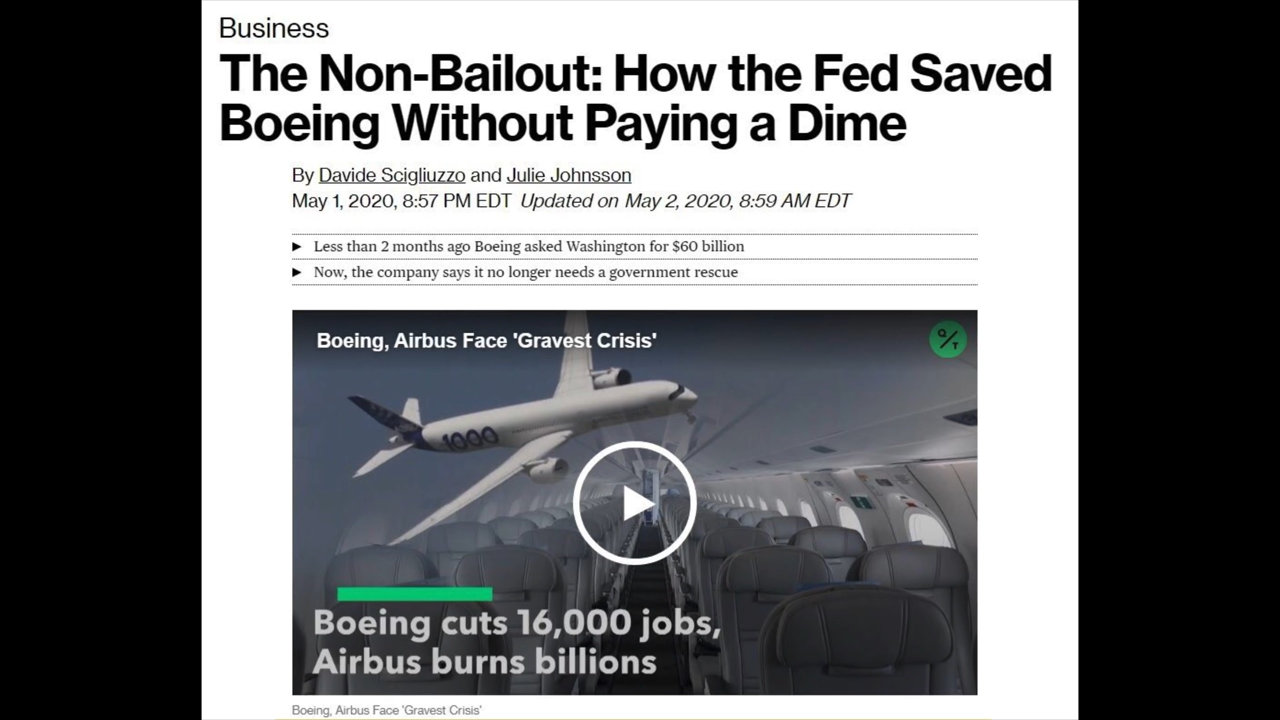 Business
The Non-Bailout: How the Fed Saved
Boeing Without Paying a Dime
By Davide Scigliuzzo and Julie Johnsson
May 1, 2020, 8:57 PM EDT Updated on May 2, 2020, 8:59 AM EDT
► Less than 2 months ago Boeing asked Washington for $60 billion
► Now, the company says it no longer needs a government rescue
Boeing, Airbus Face 'Gravest Crisis'
Q/T
1000
Boeing cuts 16,000 jobs,
Airbus burns billions
Boeing, Airbus Face 'Gravest Crisis'